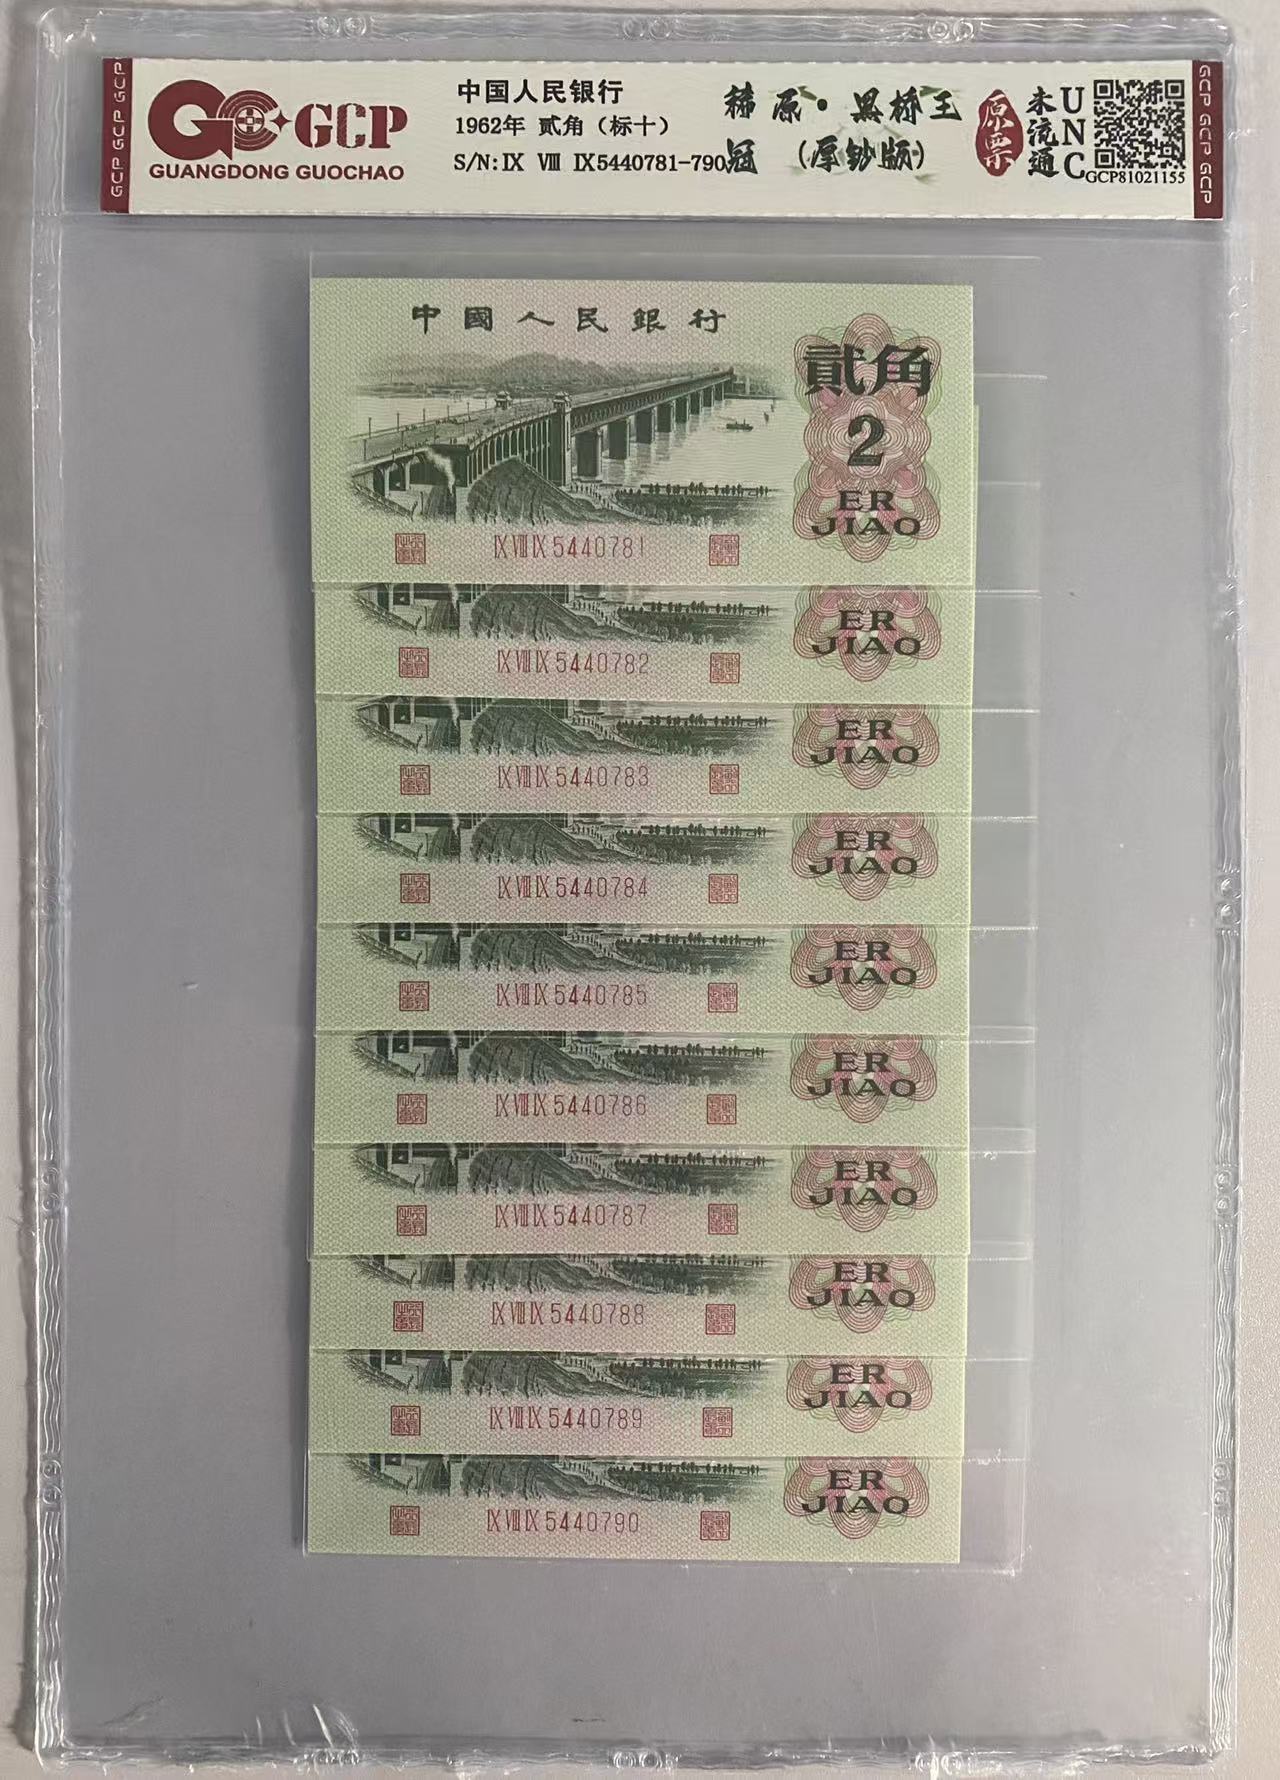 GCP
GUANGDONG GUOCHAO
中国人民银行
1962年 贰角（标十）
S/N:IX VIII IX5440781-790
稀 原·黑桥王
冠 (厚钞版)
原票
未流通
UNC
GCP81021155
GCP GCP GCP
GCP GCP GCP
中國人民銀行
貳角
2
ER
JIAO
IX VIII IX 5440781
ER
JIAO
IX VIII IX 5440782
ER
JIAO
IX VIII IX 5440783
ER
JIAO
IX VIII IX 5440784
ER
JIAO
IX VIII IX 5440785
ER
JIAO
IX VIII IX 5440786
ER
JIAO
IX VIII IX 5440787
ER
JIAO
IX VIII IX 5440788
ER
JIAO
IX VIII IX 5440789
ER
JIAO
IX VIII IX 5440790